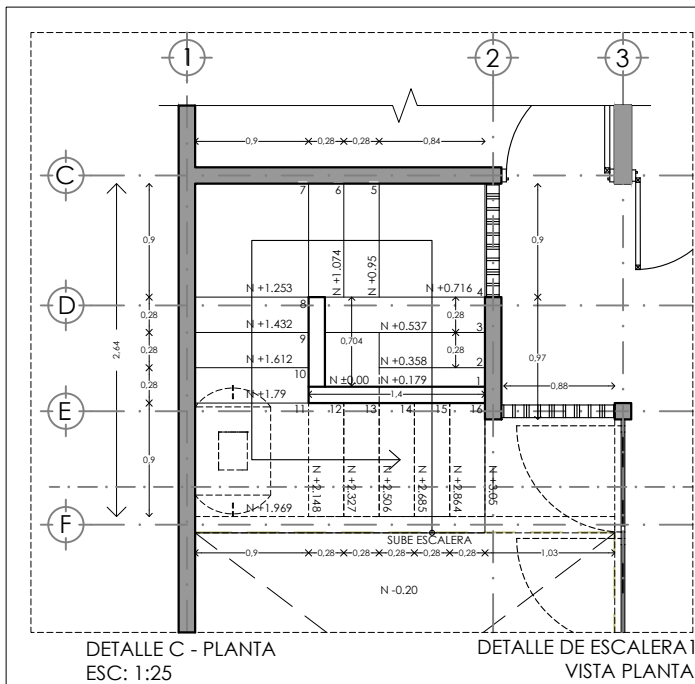 1
2
3
0,9
0,28
0,28
0,84
C
7
6
5
0,9
0,9
2,64
N +1.074
N +0.95
N +1.253
N +0.716
4
D
8
0,28
0,28
N +1.432
N +0.537
3
9
0,704
0,97
N +1.612
N +0.358
2
0,28
0,28
10
N ±0.00
N +0.179
1
0,88
N +1.79
1,4
E
11
12
13
14
15
16
0,9
N +2.148
N +2.327
N +2.506
N +2.685
N +2.864
N +3.05
N +1.969
F
SUBE ESCALERA
0,9
0,28
0,28
0,28
0,28
0,28
1,03
N -0.20
DETALLE C - PLANTA
DETALLE DE ESCALERA1
ESC: 1:25
VISTA PLANTA